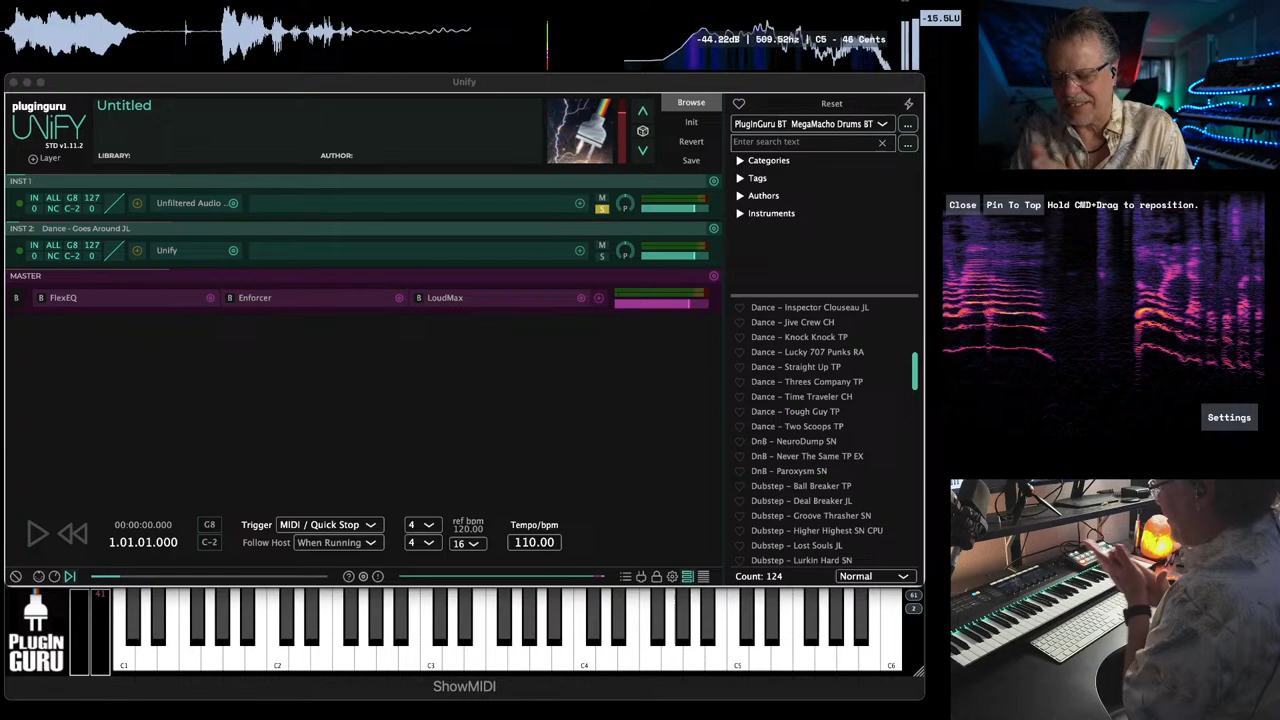 -15.5LU
-44.22dB | 509.52hz | C5 - 46 Cents
Unify
pluginguru
UNIFY
STD v1.11.2
Layer
Untitled
LIBRARY:
AUTHOR:
Browse
Init
Revert
Save
Reset
PlugInGuru BT MegaMacho Drums BT
...
Enter search text
...
Categories
Tags
Authors
Instruments
INST 1
IN ALL G8 127
0 NC C-2 0
Unfiltered Audio ..
M
S
P
INST 2: Dance - Goes Around JL
IN ALL G8 127
0 NC C-2 0
Unify
M
S
P
MASTER
B
B FlexEQ
B Enforcer
B LoudMax
Dance - Inspector Clouseau JL
Dance - Jive Crew CH
Dance - Knock Knock TP
Dance - Lucky 707 Punks RA
Dance - Straight Up TP
Dance - Threes Company TP
Dance - Time Traveler CH
Dance - Tough Guy TP
Dance - Two Scoops TP
DnB - NeuroDump SN
DnB - Never The Same TP EX
DnB - Paroxysm SN
Dubstep - Ball Breaker TP
Dubstep - Deal Breaker JL
Dubstep - Groove Thrasher SN
Dubstep - Higher Highest SN CPU
Dubstep - Lost Souls JL
Dubstep - Lurkin Hard SN
Count: 124
Normal
00:00:00.000
1.01.01.000
G8
C-2
Trigger MIDI / Quick Stop
Follow Host When Running
4
4
ref bpm
120.00
16
Tempo/bpm
110.00
Close
Pin To Top
Hold CMD+Drag to reposition.
Settings
PLUGIN
GURU
41
C1
C2
C3
C4
C5
C6
61
2
ShowMIDI